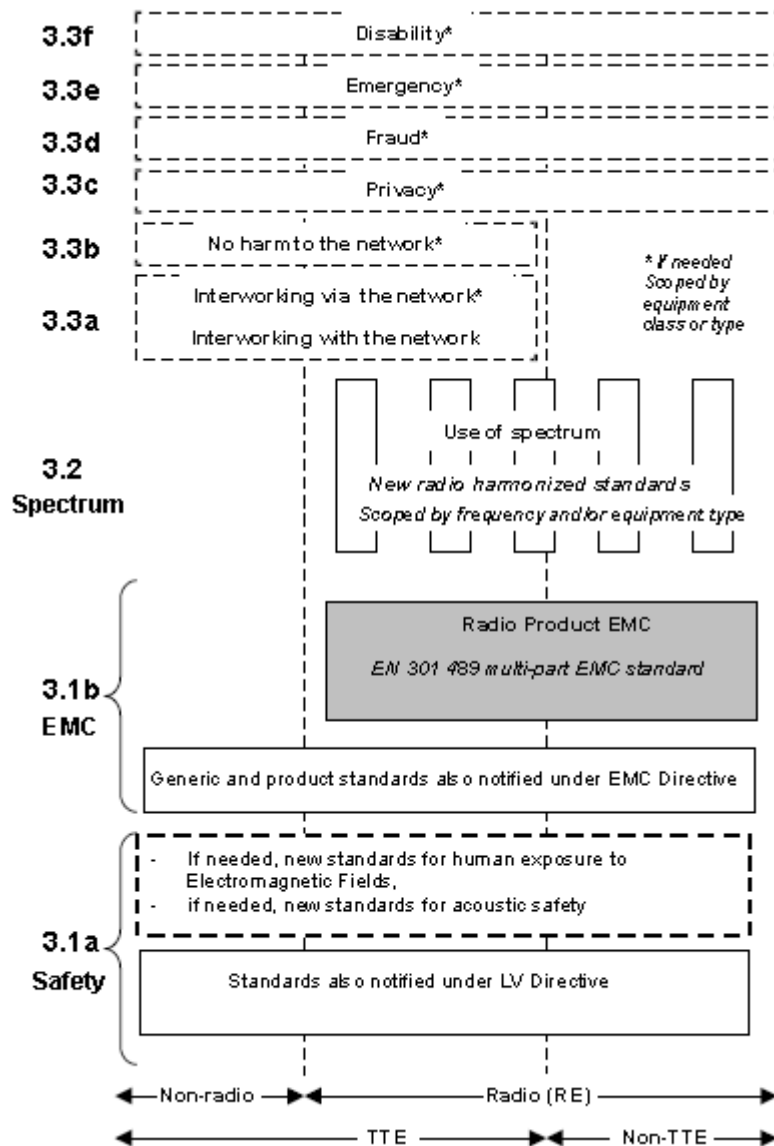 3.3f
Disability*
3.3e
Emergency*
3.3d
Fraud*
3.3c
Privacy*
3.3b
No harm to the network*
* If needed
Scoped by
equipment
class or type
3.3a
Interworking via the network*
Interworking with the network
Use of spectrum
3.2
Spectrum
New radio harmonized standards
Scoped by frequency and/or equipment type
3.1b
EMC
Radio Product EMC
EN 301 489 multi-part EMC standard
Generic and product standards also notified under EMC Directive
- If needed, new standards for human exposure to
Electromagnetic Fields,
- if needed, new standards for acoustic safety
3.1a
Safety
Standards also notified under LV Directive
Non-radio
Radio (RE)
TTE
Non-TTE